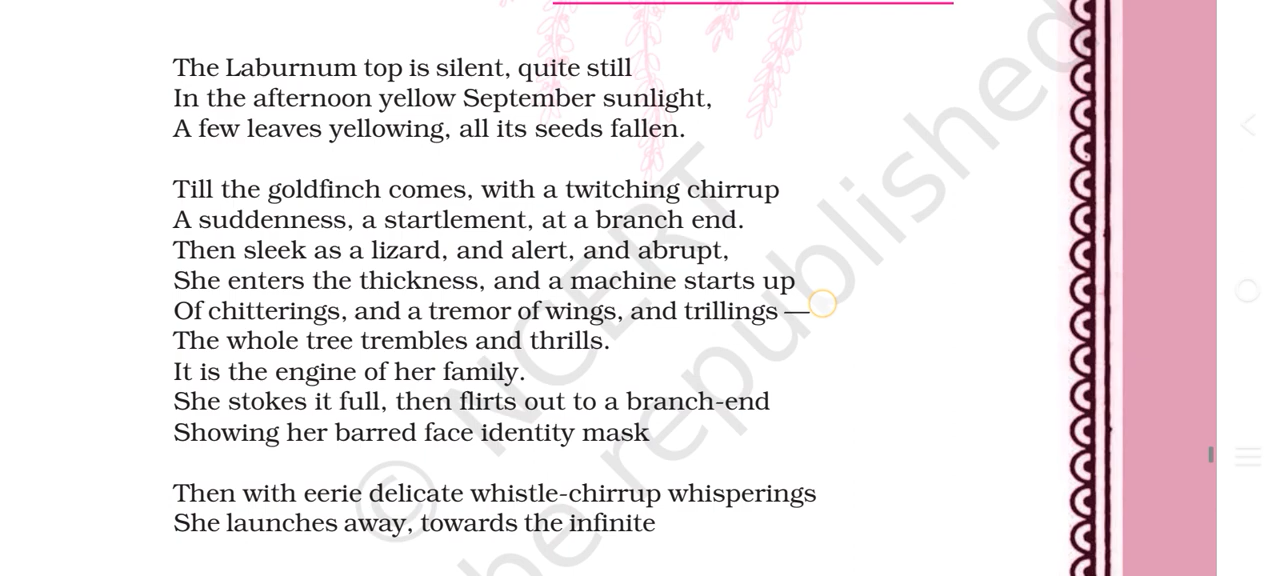 The Laburnum top is silent, quite still
In the afternoon yellow September sunlight,
A few leaves yellowing, all its seeds fallen.
Till the goldfinch comes, with a twitching chirrup
A suddenness, a startlement, at a branch end.
Then sleek as a lizard, and alert, and abrupt,
She enters the thickness, and a machine starts up
Of chitterings, and a tremor of wings, and trillings —
The whole tree trembles and thrills.
It is the engine of her family.
She stokes it full, then flirts out to a branch-end
Showing her barred face identity mask
Then with eerie delicate whistle-chirrup whisperings
She launches away, towards the infinite
© NCERT
be republished